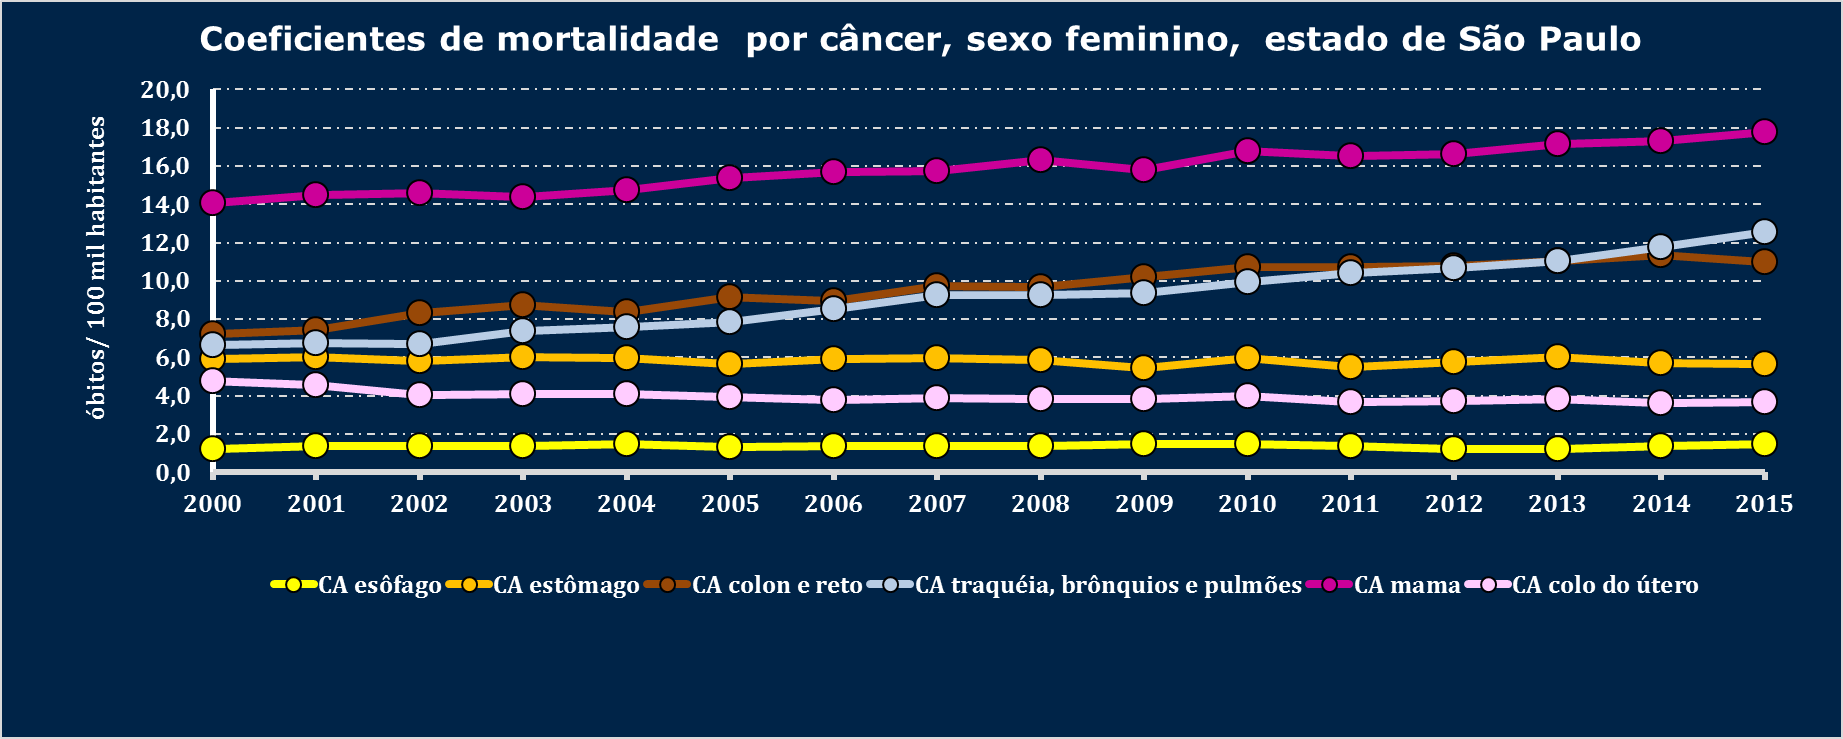 Coeficientes de mortalidade  por câncer, sexo feminino,  estado de São Paulo
óbitos/ 100 mil habitantes
20,0
18,0
16,0
14,0
12,0
10,0
8,0
6,0
4,0
2,0
0,0
2000 2001 2002 2003 2004 2005 2006 2007 2008 2009 2010 2011 2012 2013 2014 2015
CA esôfago CA estômago CA colon e reto CA traquéia, brônquios e pulmões CA mama CA colo do útero